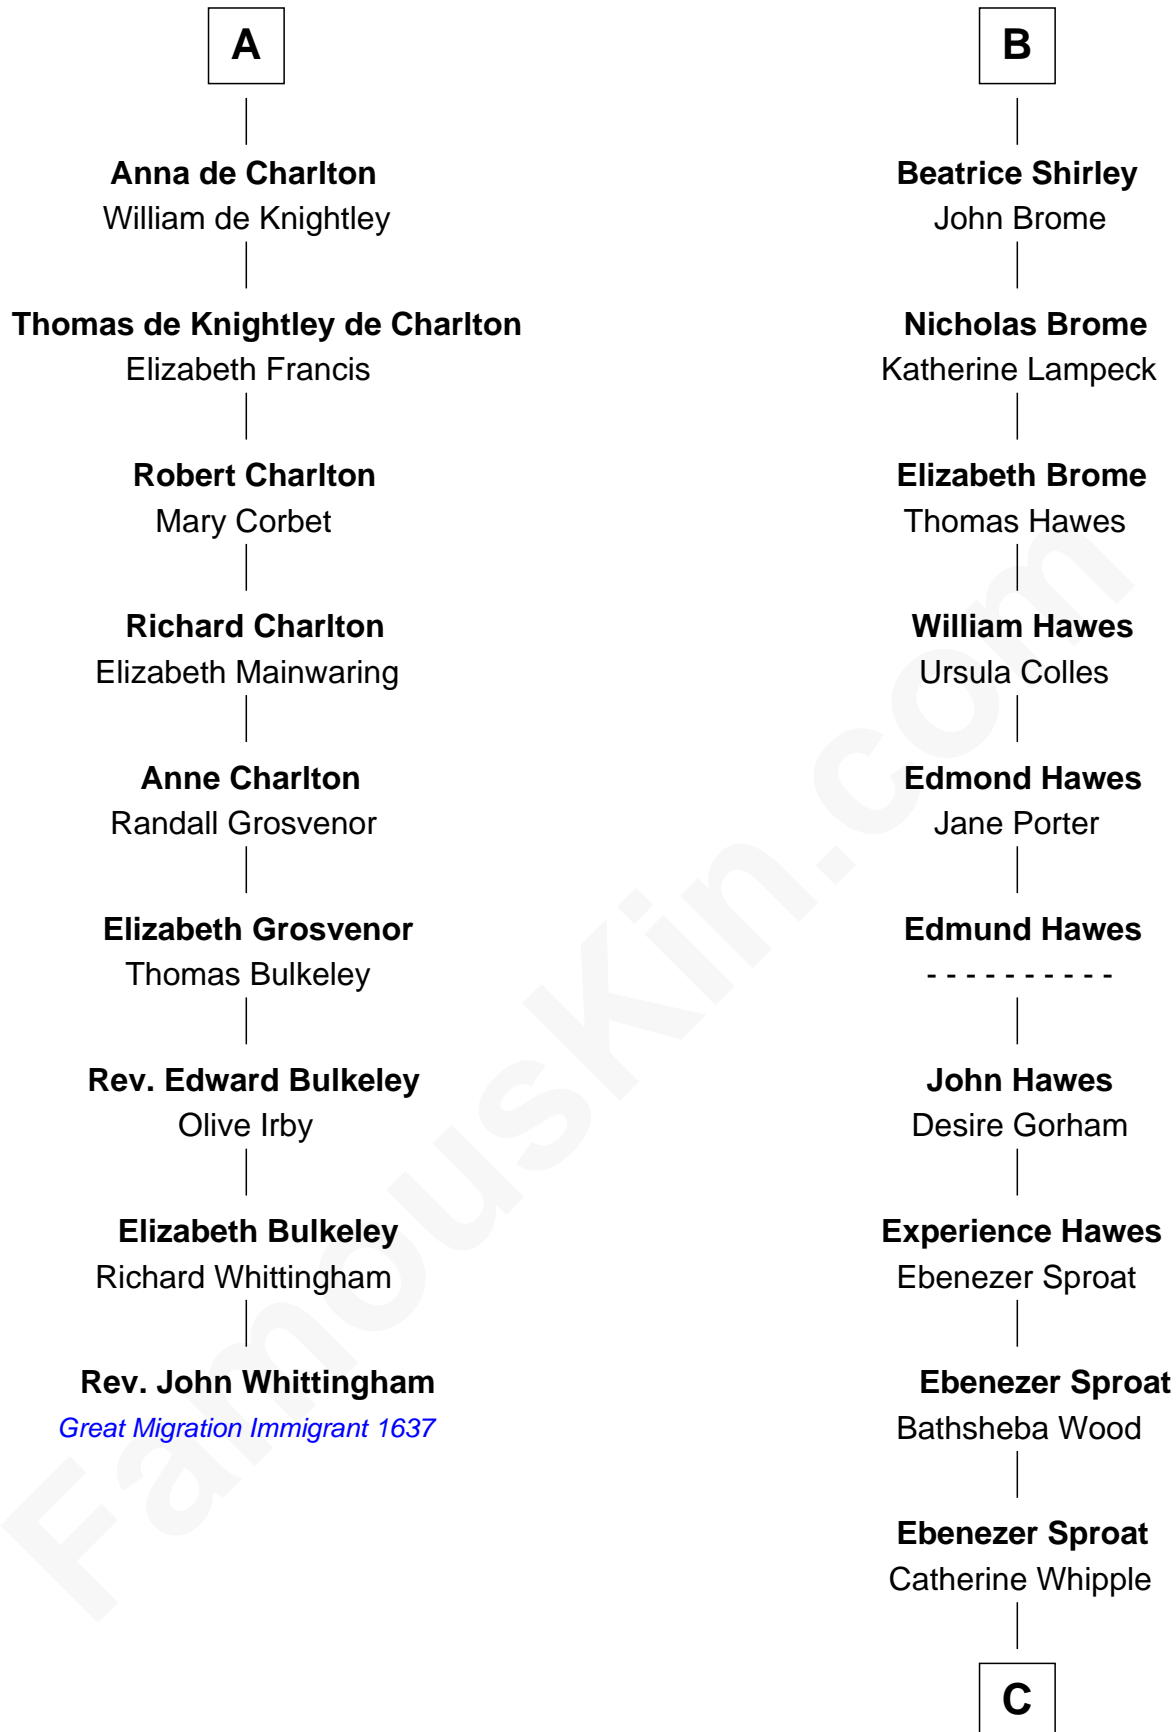 A
Anna de Charlton
William de Knightley
Thomas de Knightley de Charlton
Elizabeth Francis
Robert Charlton
Mary Corbet
Richard Charlton
Elizabeth Mainwaring
Anne Charlton
Randall Grosvenor
Elizabeth Grosvenor
Thomas Bulkeley
Rev. Edward Bulkeley
Olive Irby
Elizabeth Bulkeley
Richard Whittingham
Rev. John Whittingham
Great Migration Immigrant 1637
B
Beatrice Shirley
John Brome
Nicholas Brome
Katherine Lampeck
Elizabeth Brome
Thomas Hawes
William Hawes
Ursula Colles
Edmond Hawes
Jane Porter
Edmund Hawes
- - - - - - - - - -
John Hawes
Desire Gorham
Experience Hawes
Ebenezer Sproat
Ebenezer Sproat
Bathsheba Wood
Ebenezer Sproat
Catherine Whipple
C
FamousKin.com